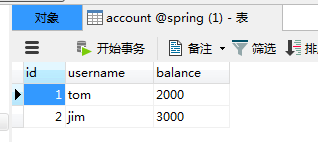 对象 account @spring (1) - 表
开始事务 备注 筛选
id username balance
1 tom 2000
2 jim 3000